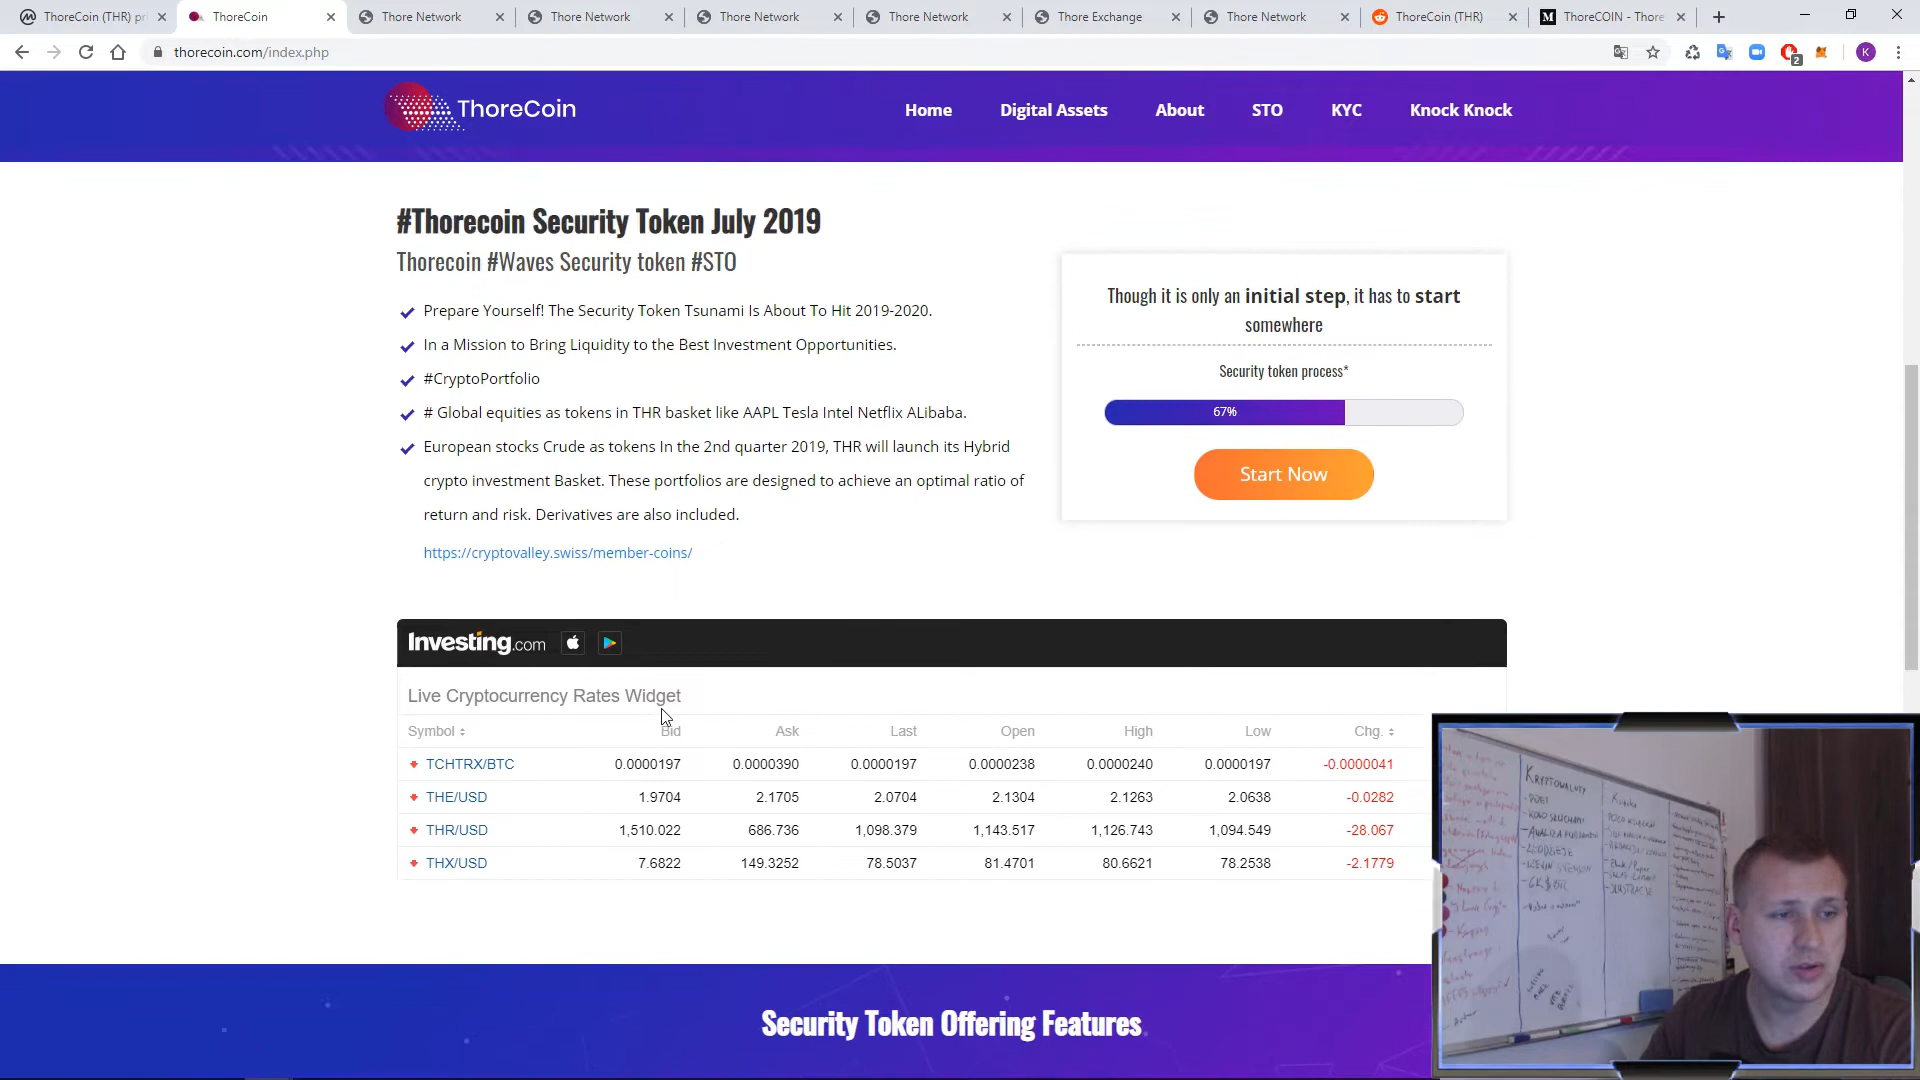 ThoreCoin (THR) pr
ThoreCoin
Thore Network
Thore Network
Thore Network
Thore Network
Thore Exchange
Thore Network
ThoreCoin (THR)
ThoreCOIN - Thore
thorecoin.com/index.php
2
K
ThoreCoin
Home
Digital Assets
About
STO
KYC
Knock Knock
#Thorecoin Security Token July 2019
Thorecoin #Waves Security token #STO
Prepare Yourself! The Security Token Tsunami Is About To Hit 2019-2020.
In a Mission to Bring Liquidity to the Best Investment Opportunities.
#CryptoPortfolio
# Global equities as tokens in THR basket like AAPL Tesla Intel Netflix ALibaba.
European stocks Crude as tokens In the 2nd quarter 2019, THR will launch its Hybrid
crypto investment Basket. These portfolios are designed to achieve an optimal ratio of
return and risk. Derivatives are also included.
https://cryptovalley.swiss/member-coins/
Though it is only an initial step, it has to start
somewhere
Security token process*
67%
Start Now
Investing.com
Live Cryptocurrency Rates Widget
Symbol Bid Ask Last Open High Low Chg.
TCHTRX/BTC 0.0000197 0.0000390 0.0000197 0.0000238 0.0000240 0.0000197 -0.0000041
THE/USD 1.9704 2.1705 2.0704 2.1304 2.1263 2.0638 -0.0282
THR/USD 1,510.022 686.736 1,098.379 1,143.517 1,126.743 1,094.549 -28.067
THX/USD 7.6822 149.3252 78.5037 81.4701 80.6621 78.2538 -2.1779
Security Token Offering Features
KRYPTOWALUTY